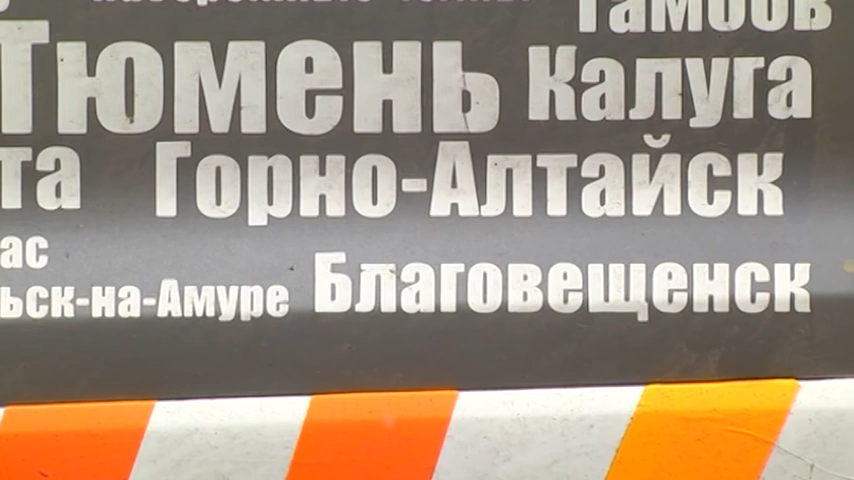 Тамбов
Тюмень Калуга
та Горно-Алтайск
ас
ьск-на-Амуре Благовещенск